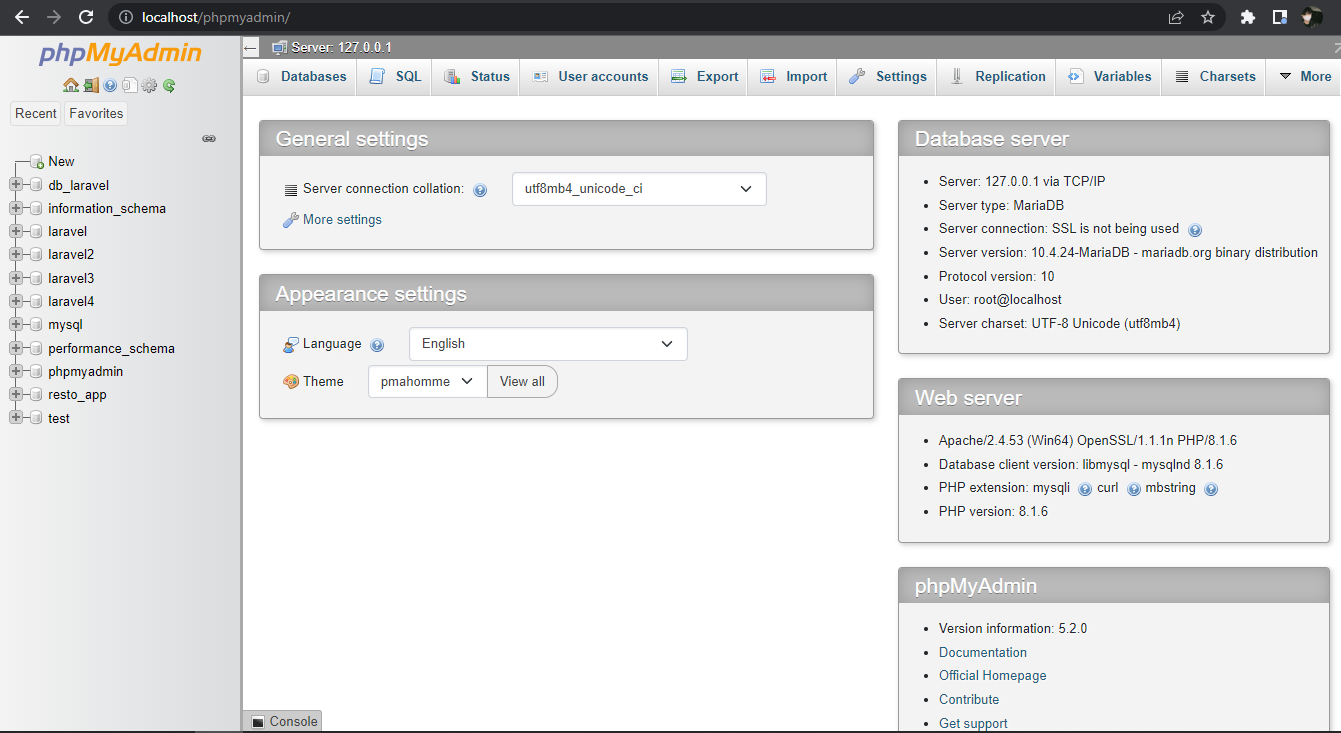 localhost/phpmyadmin/
phpMyAdmin
Recent Favorites
New
db_laravel
information_schema
laravel
laravel2
laravel3
laravel4
mysql
performance_schema
phpmyadmin
resto_app
test
Server: 127.0.0.1
Databases SQL Status User accounts Export Import Settings Replication Variables Charsets More
General settings
Server connection collation: utf8mb4_unicode_ci
More settings
Appearance settings
Language English
Theme pmahomme View all
Database server
Server: 127.0.0.1 via TCP/IP
Server type: MariaDB
Server connection: SSL is not being used
Server version: 10.4.24-MariaDB - mariadb.org binary distribution
Protocol version: 10
User: root@localhost
Server charset: UTF-8 Unicode (utf8mb4)
Web server
Apache/2.4.53 (Win64) OpenSSL/1.1.1n PHP/8.1.6
Database client version: libmysql - mysqlnd 8.1.6
PHP extension: mysqli curl mbstring
PHP version: 8.1.6
phpMyAdmin
Version information: 5.2.0
Documentation
Official Homepage
Contribute
Get support
Console